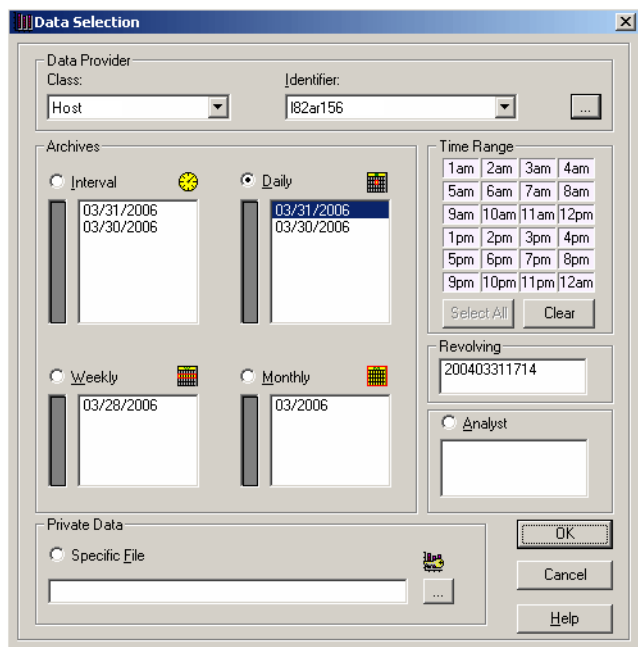 Data Selection
Data Provider
Class:
Identifier:
Host
l82ar156
...
Archives
Interval
03/31/2006
03/30/2006
Daily
03/31/2006
03/30/2006
Weekly
03/28/2006
Monthly
03/2006
Time Range
1am 2am 3am 4am
5am 6am 7am 8am
9am 10am 11am 12pm
1pm 2pm 3pm 4pm
5pm 6pm 7pm 8pm
9pm 10pm 11pm 12am
Select All
Clear
Revolving
200403311714
Analyst
Private Data
Specific File
...
OK
Cancel
Help